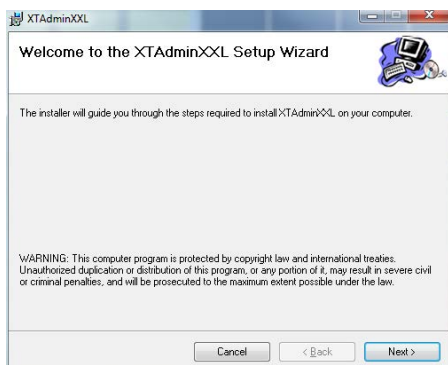 XTAdminXXL
Welcome to the XTAdminXXL Setup Wizard
The installer will guide you through the steps required to install XTAdminXXL on your computer.
WARNING: This computer program is protected by copyright law and international treaties.
Unauthorized duplication or distribution of this program, or any portion of it, may result in severe civil
or criminal penalties, and will be prosecuted to the maximum extent possible under the law.
Cancel
< Back
Next >